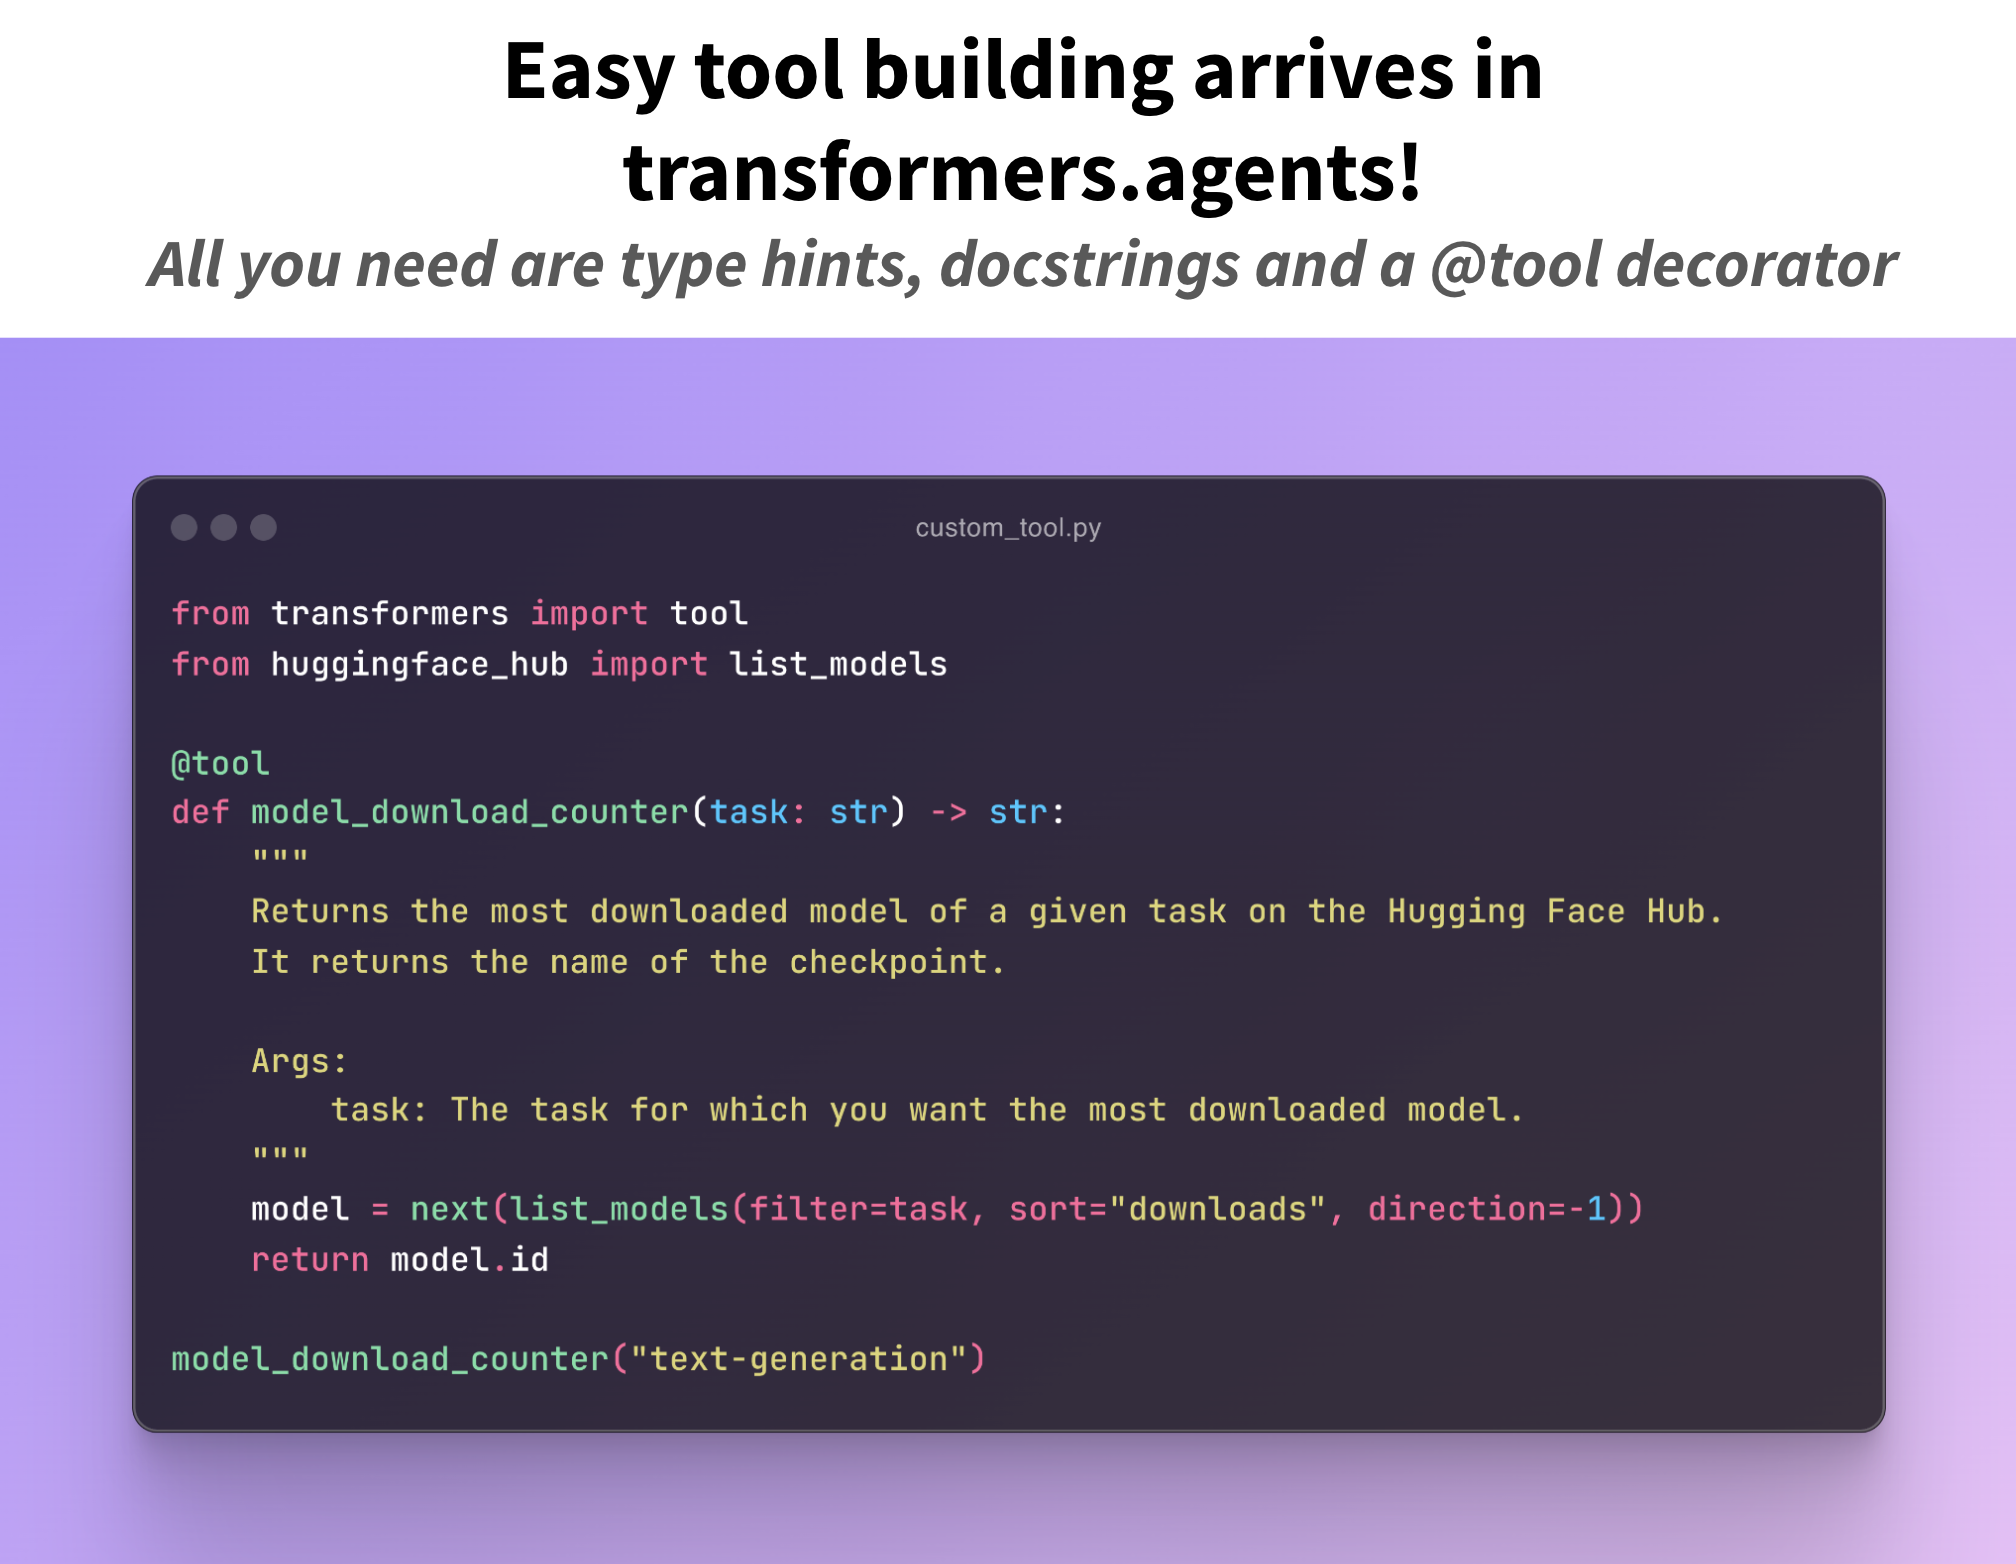 Easy tool building arrives in
transformers.agents!
All you need are type hints, docstrings and a @tool decorator
custom_tool.py
from transformers import tool
from huggingface_hub import list_models
@tool
def model_download_counter(task: str) -> str:
    """
    Returns the most downloaded model of a given task on the Hugging Face Hub.
    It returns the name of the checkpoint.
    Args:
        task: The task for which you want the most downloaded model.
    """
    model = next(list_models(filter=task, sort="downloads", direction=-1))
    return model.id
model_download_counter("text-generation")